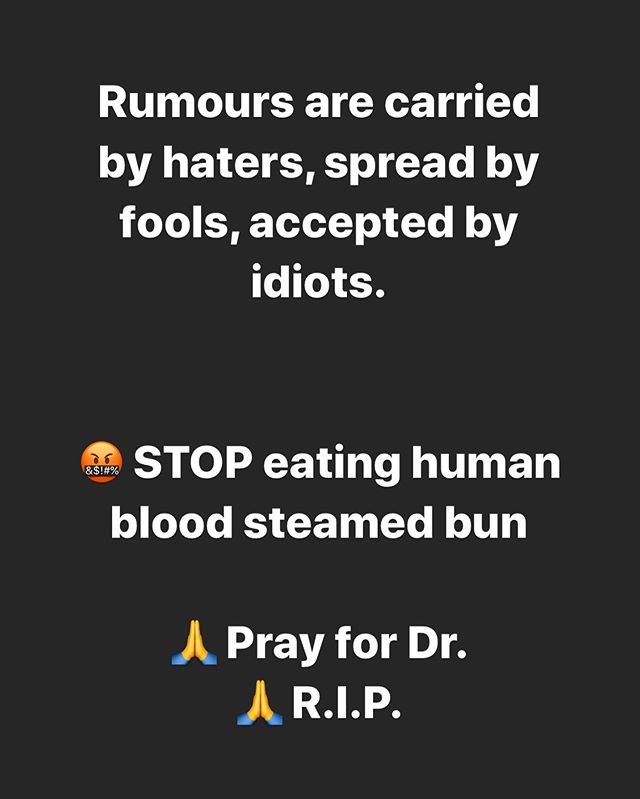 Rumours are carried
by haters, spread by
fools, accepted by
idiots.
🤬 STOP eating human
blood steamed bun
🙏 Pray for Dr.
🙏 R.I.P.